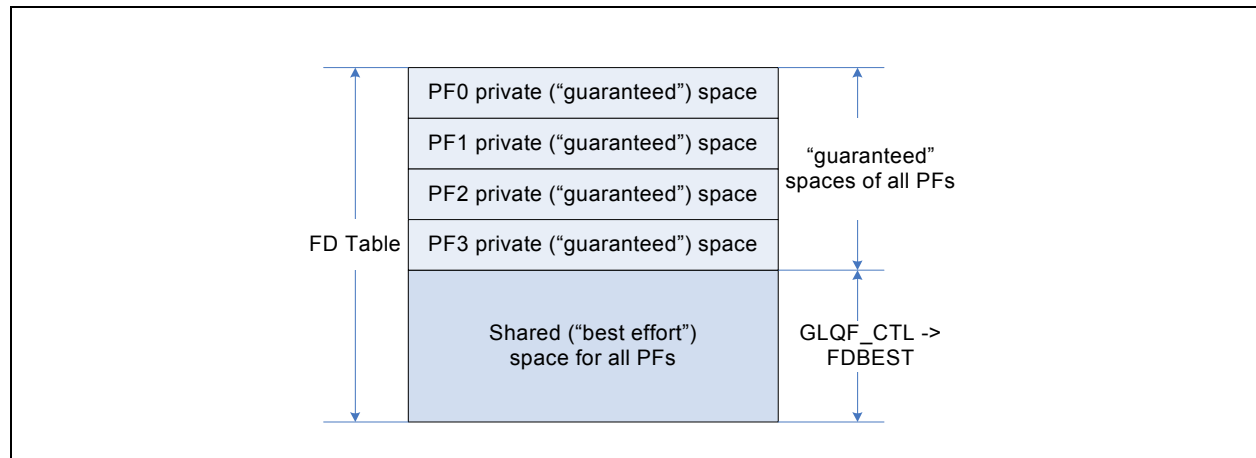 PF0 private (“guaranteed”) space
PF1 private (“guaranteed”) space
PF2 private (“guaranteed”) space
PF3 private (“guaranteed”) space
“guaranteed”
spaces of all PFs
FD Table
Shared (“best effort”)
space for all PFs
GLQF_CTL ->
FDBEST